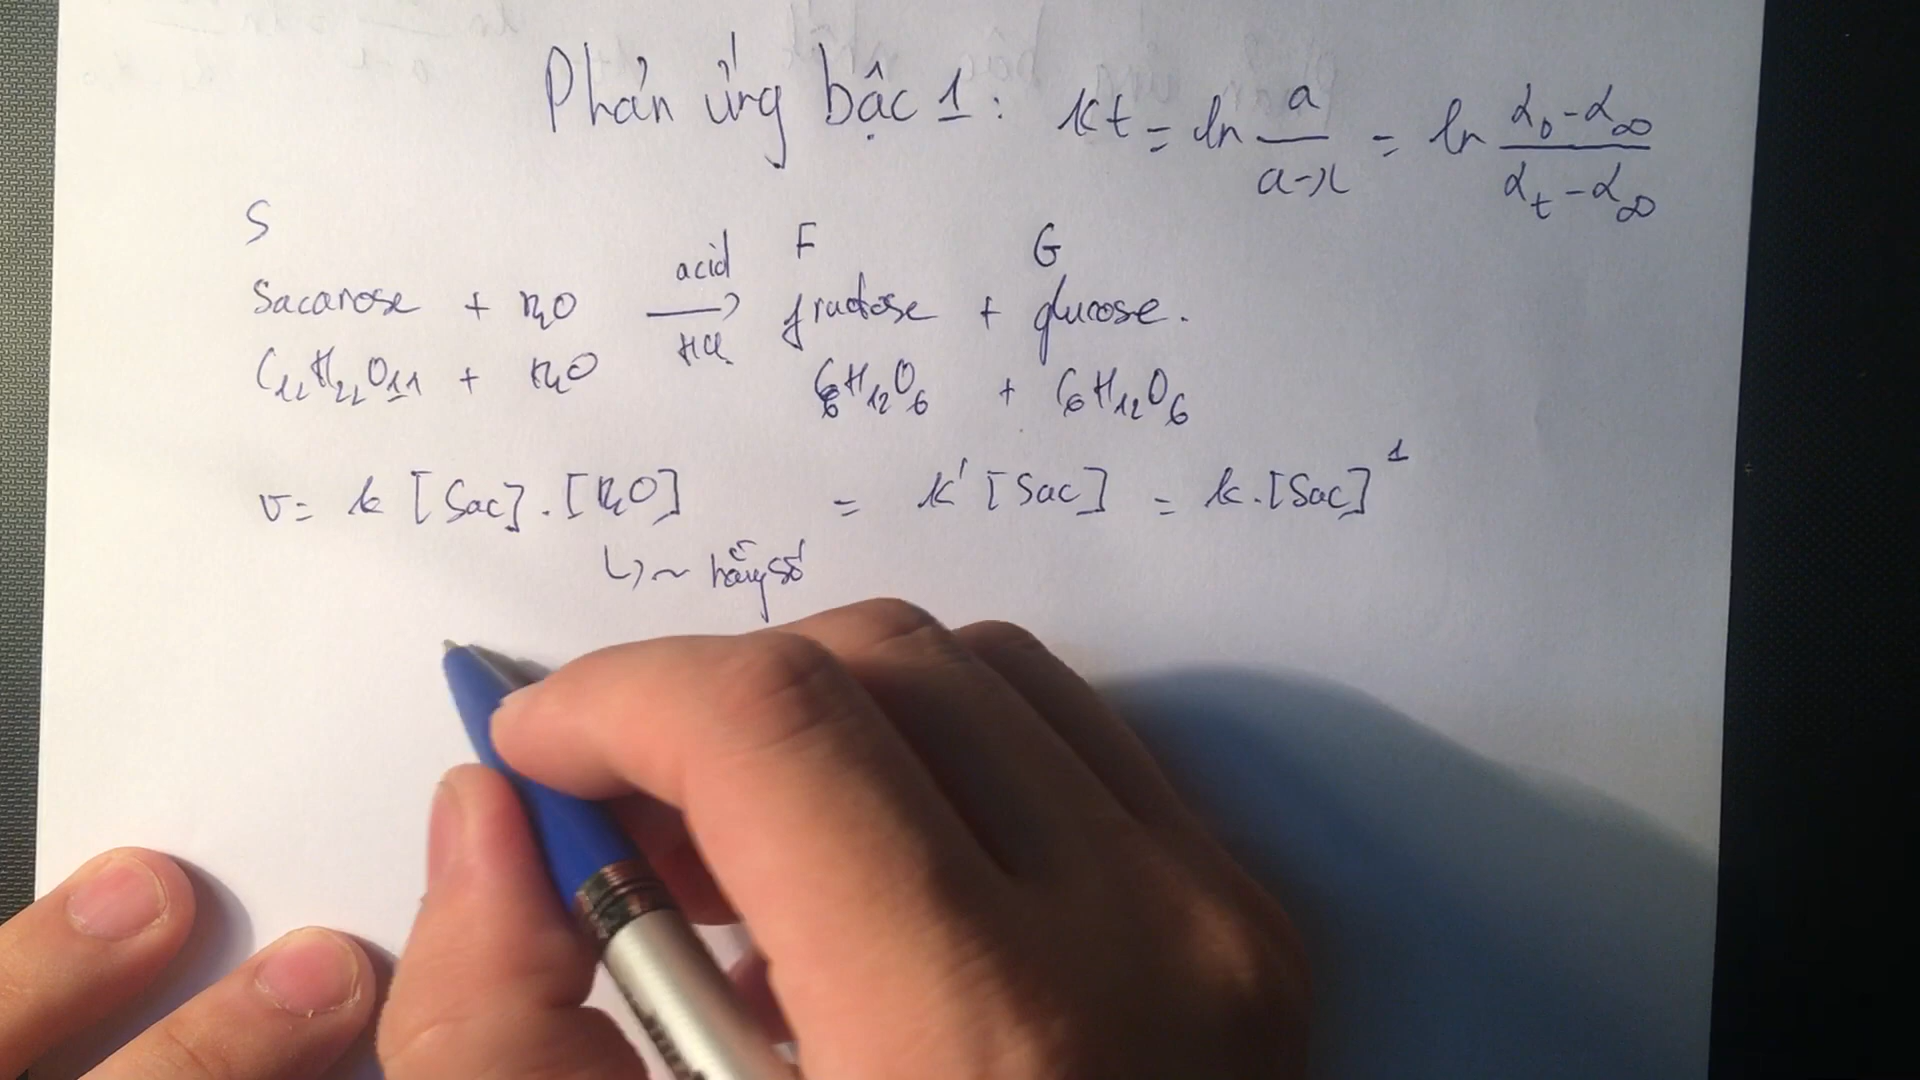 Phản ứng bậc 1: kt = ln a/(a-x) = ln (α₀-α∞)/(αt-α∞)
S F G
Sacarose + H₂O acid → HCl fructose + glucose.
C₁₂H₂₂O₁₁ + H₂O C₆H₁₂O₆ + C₆H₁₂O₆
v = k [Sac].[H₂O] = k' [Sac] = k.[Sac]¹
↳ ~ hằng số